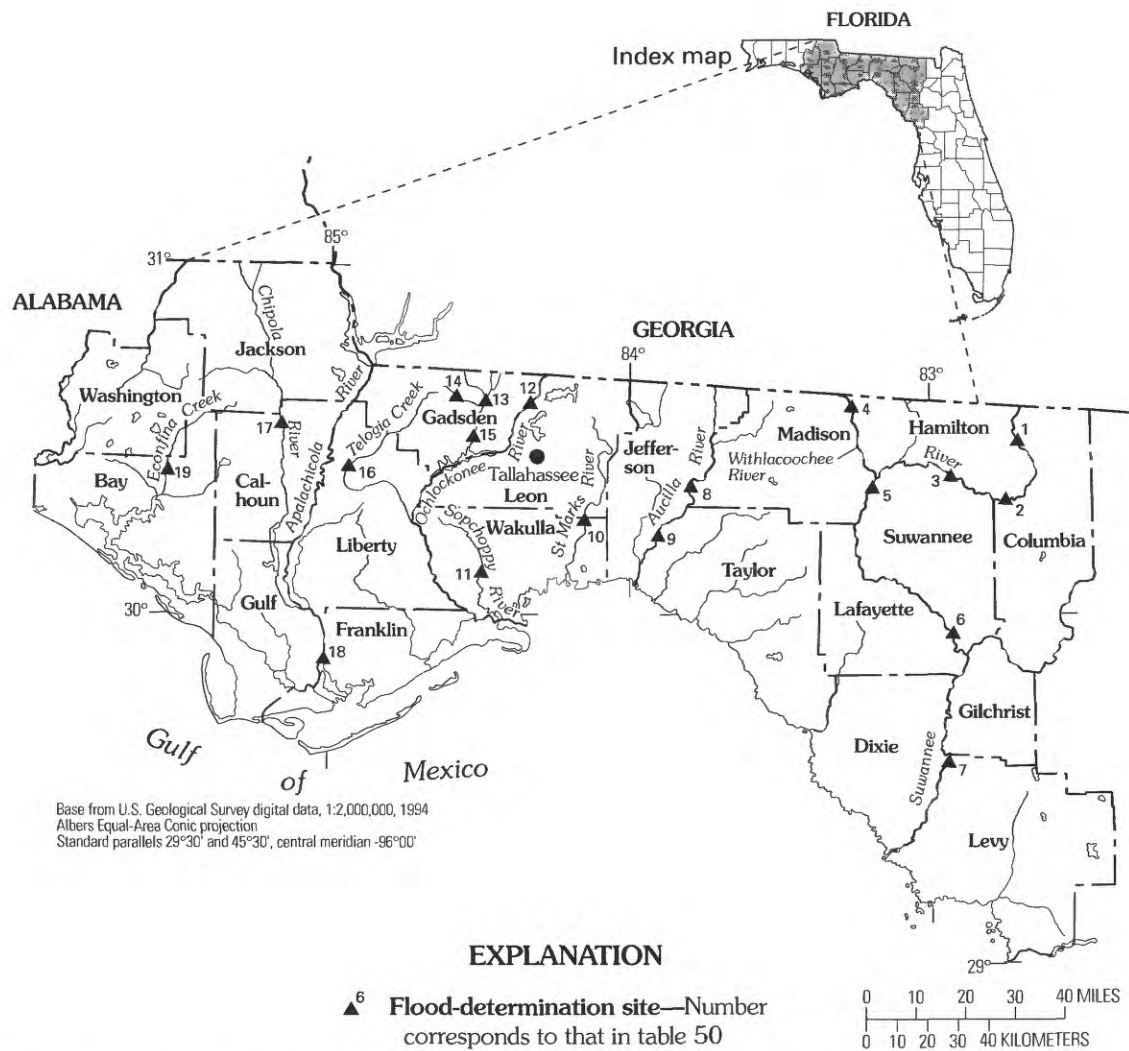 FLORIDA
Index map
31°
85°
ALABAMA
GEORGIA
84°
83°
Chipola
River
Jackson
Washington
Econfina Creek
Apalachicola
River
Telogia Creek
Gadsden
14
13
12
15
16
17
19
Bay
Cal-
houn
Ochlockonee
River
Tallahassee
Leon
St Marks
River
Jeffer-
son
Aucilla
River
Madison
Withlacoochee
River
Hamilton
River
4
1
3
2
5
8
9
10
Wakulla
Sopchoppy
River
11
Liberty
Gulf
Franklin
18
30°
Taylor
Suwannee
Columbia
Lafayette
6
Gilchrist
Dixie
Suwannee
7
Levy
29°
Gulf
of
Mexico
Base from U.S. Geological Survey digital data, 1:2,000,000, 1994
Albers Equal-Area Conic projection
Standard parallels 29°30' and 45°30', central meridian -96°00'
EXPLANATION
6 Flood-determination site—Number
corresponds to that in table 50
0 10 20 30 40 MILES
0 10 20 30 40 KILOMETERS